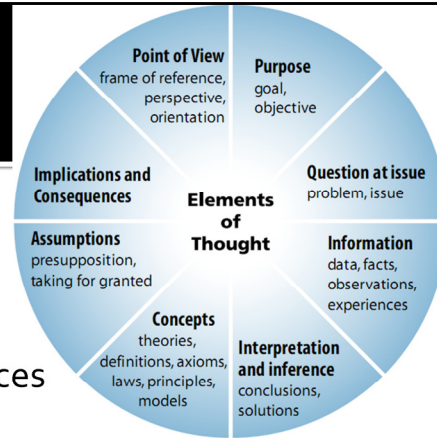 Point of View
frame of reference,
perspective,
orientation
Purpose
goal,
objective
Question at issue
problem, issue
Information
data, facts,
observations,
experiences
Interpretation
and inference
conclusions,
solutions
Concepts
theories,
definitions, axioms,
laws, principles,
models
Assumptions
presupposition,
taking for granted
Implications and
Consequences
Elements
of
Thought